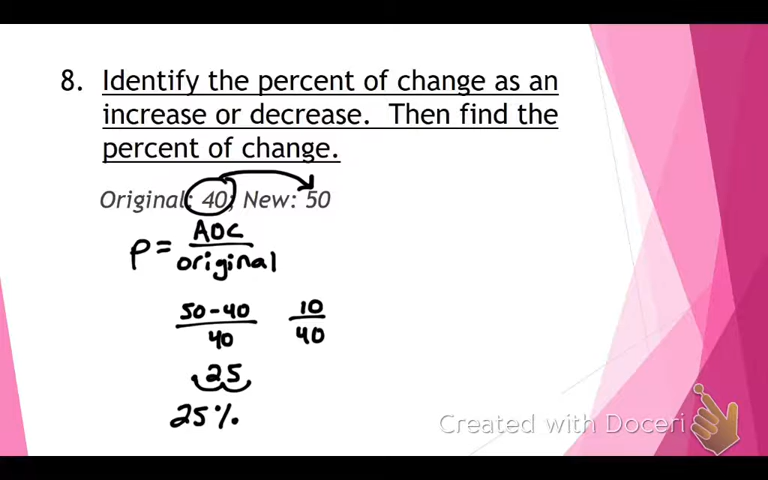 8. Identify the percent of change as an
increase or decrease. Then find the
percent of change.
Original: 40; New: 50
P = AOC
original
50-40 10
40 40
.25
25%
Created with Doceri